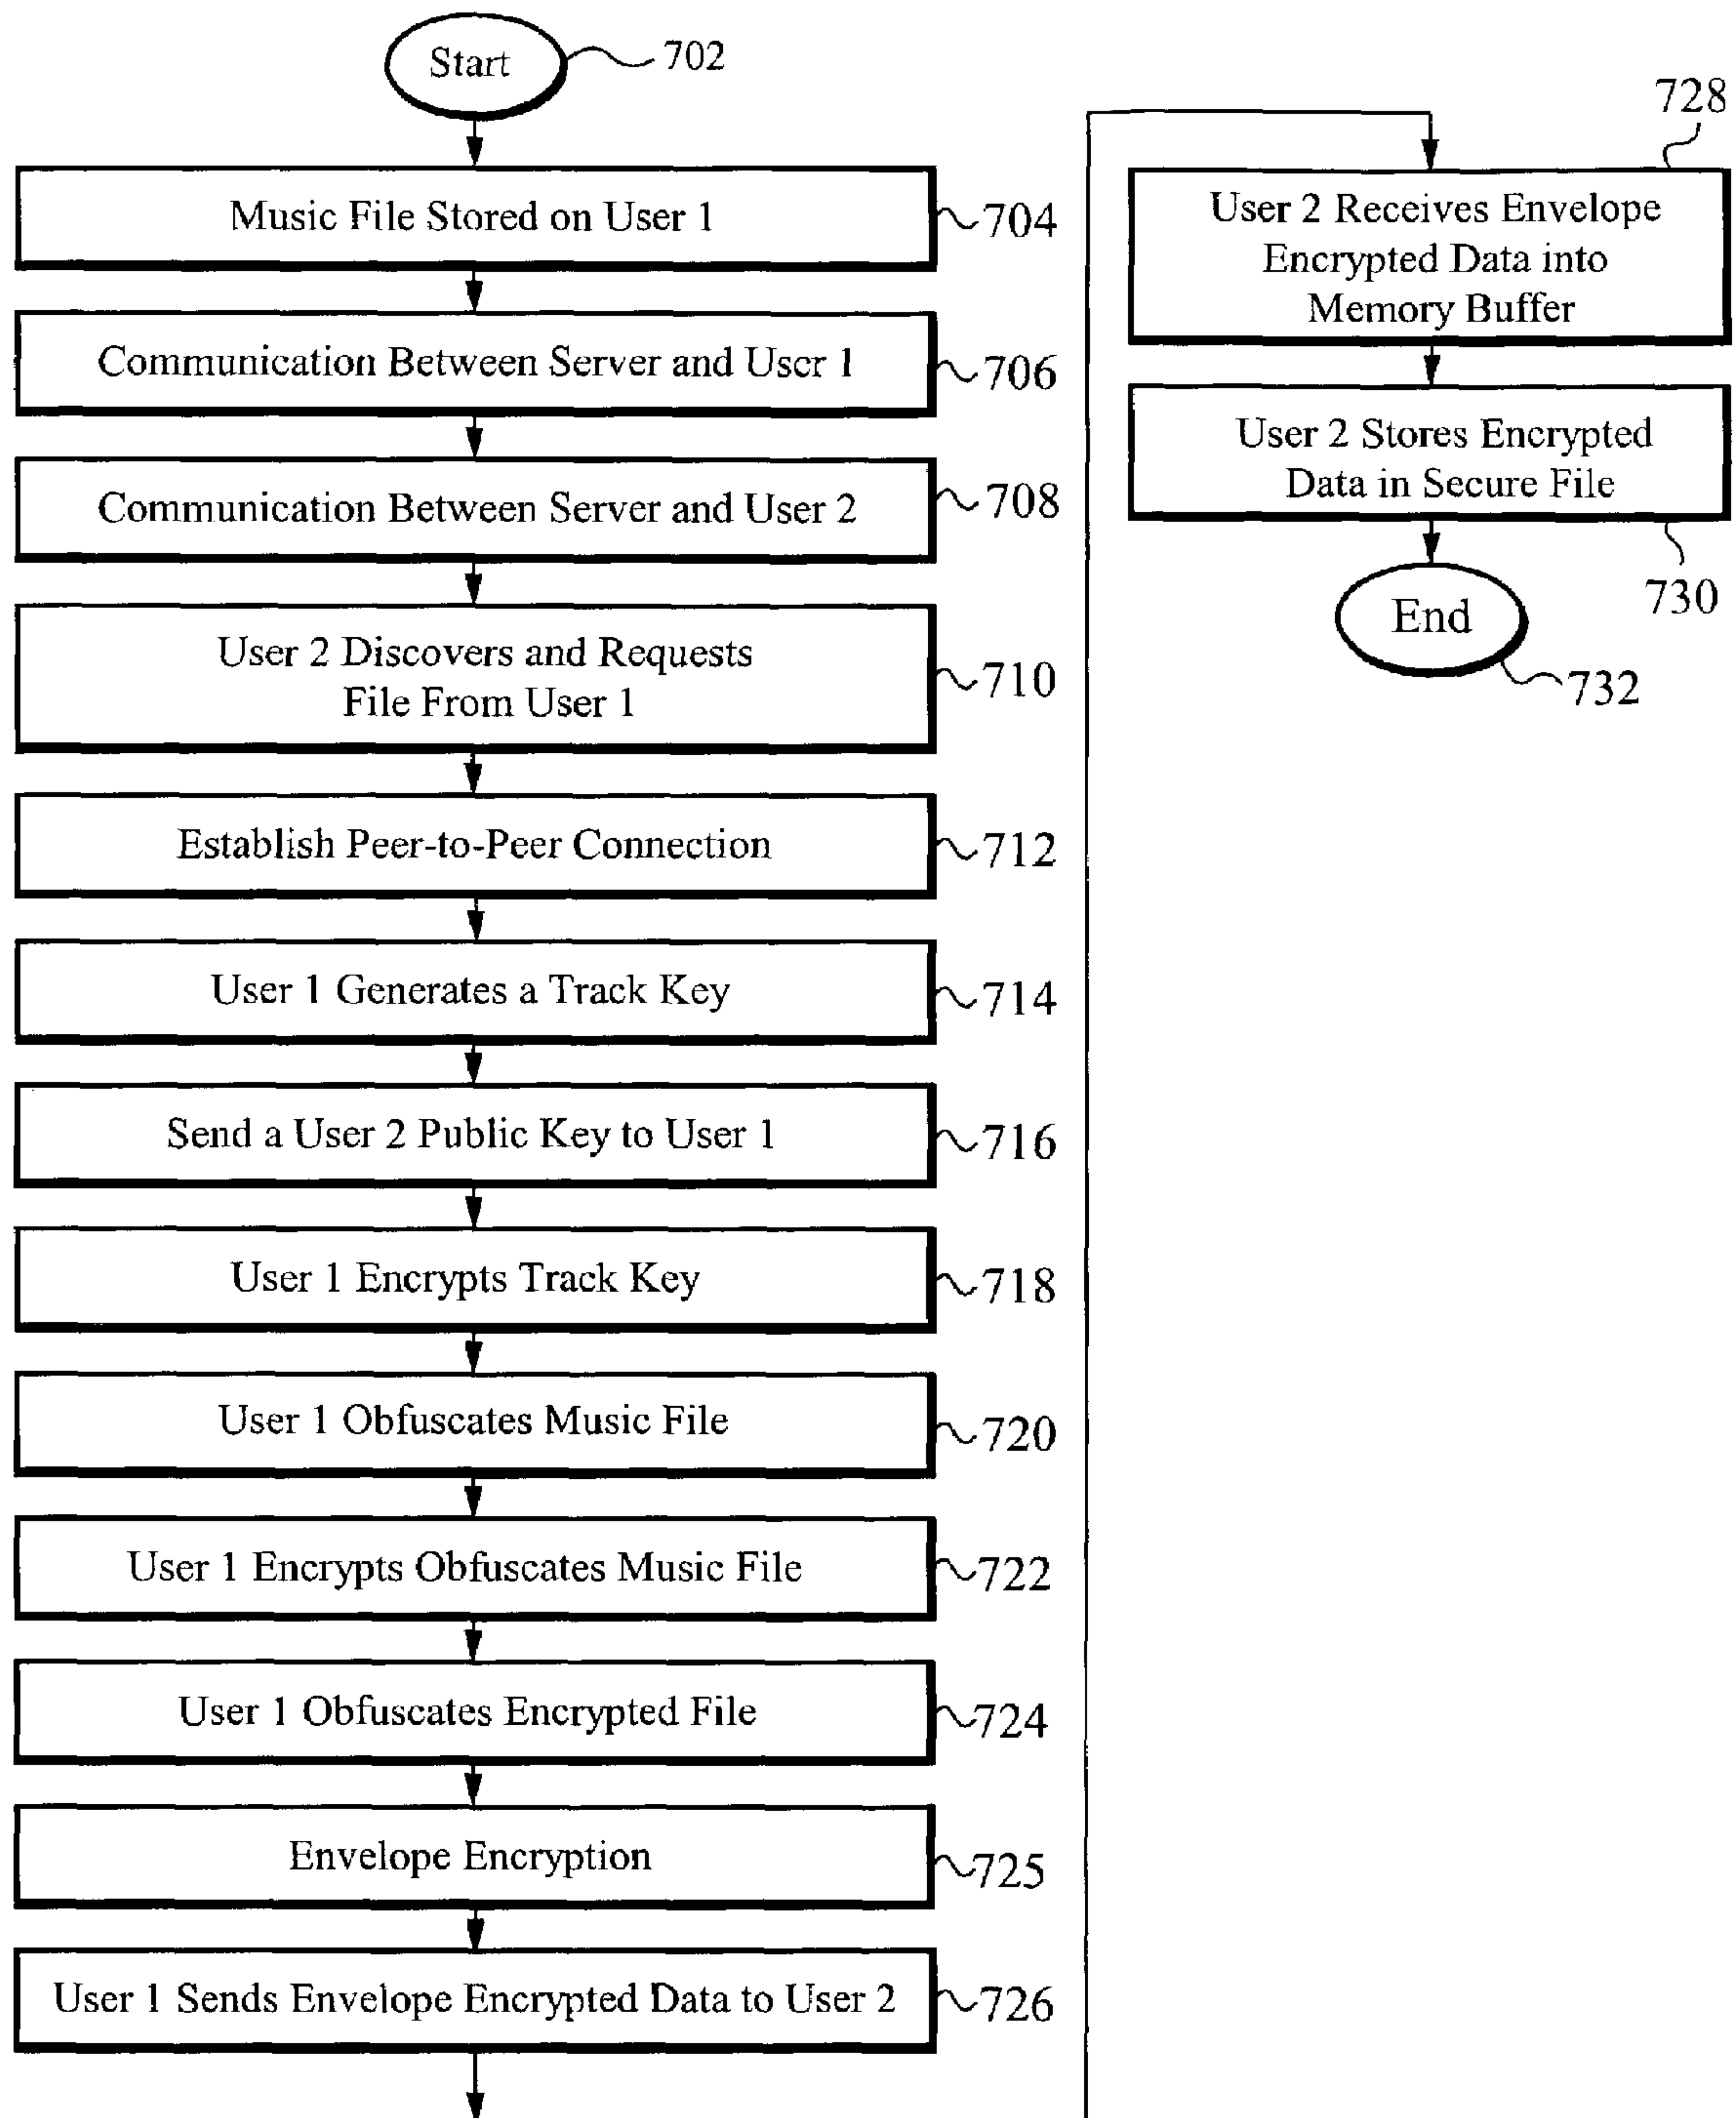 Start
702
Music File Stored on User 1
704
Communication Between Server and User 1
706
Communication Between Server and User 2
708
User 2 Discovers and Requests
File From User 1
710
Establish Peer-to-Peer Connection
712
User 1 Generates a Track Key
714
Send a User 2 Public Key to User 1
716
User 1 Encrypts Track Key
718
User 1 Obfuscates Music File
720
User 1 Encrypts Obfuscates Music File
722
User 1 Obfuscates Encrypted File
724
Envelope Encryption
725
User 1 Sends Envelope Encrypted Data to User 2
726
728
User 2 Receives Envelope
Encrypted Data into
Memory Buffer
User 2 Stores Encrypted
Data in Secure File
730
End
732